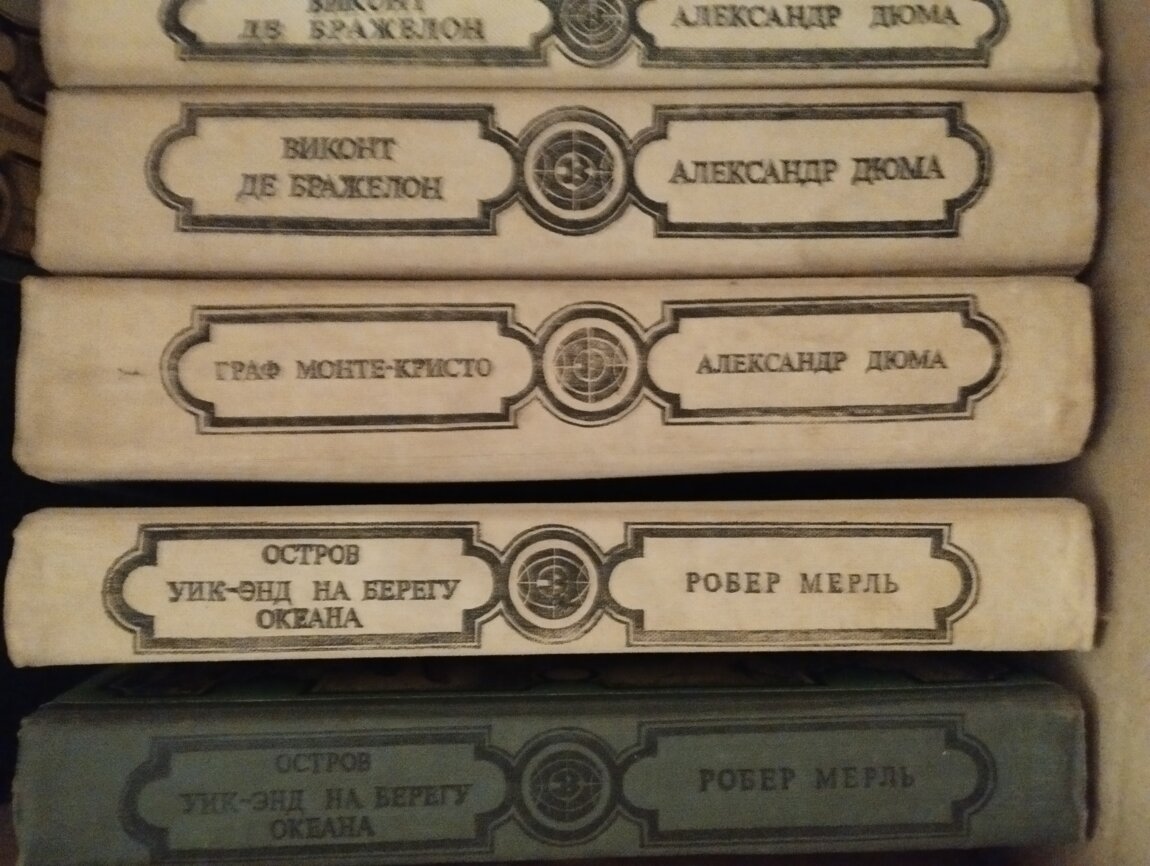 ВИКОНТ
ДЕ БРАЖЕЛОН
АЛЕКСАНДР ДЮМА
ВИКОНТ
ДЕ БРАЖЕЛОН
АЛЕКСАНДР ДЮМА
ГРАФ МОНТЕ-КРИСТО
АЛЕКСАНДР ДЮМА
ОСТРОВ
УИК-ЭНД НА БЕРЕГУ
ОКЕАНА
РОБЕР МЕРЛЬ
ОСТРОВ
УИК-ЭНД НА БЕРЕГУ
ОКЕАНА
РОБЕР МЕРЛЬ